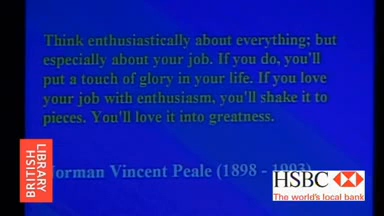 Think enthusiastically about everything; but
especially about your job. If you do, you'll
put a touch of glory in your life. If you love
your job with enthusiasm, you'll shake it to
pieces. You'll love it into greatness.
Norman Vincent Peale (1898 - 1993)
BRITISH
LIBRARY
HSBC
The world's local bank